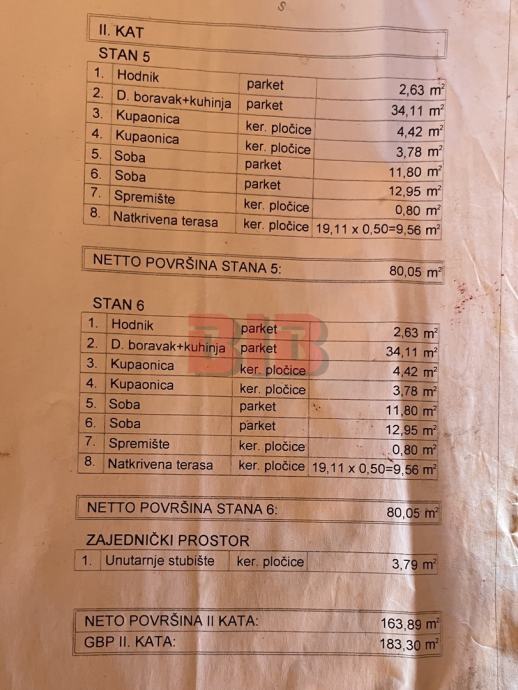 II. KAT
STAN 5
1. Hodnik parket 2,63 m²
2. D. boravak+kuhinja parket 34,11 m²
3. Kupaonica ker. pločice 4,42 m²
4. Kupaonica ker. pločice 3,78 m²
5. Soba parket 11,80 m²
6. Soba parket 12,95 m²
7. Spremište ker. pločice 0,80 m²
8. Natkrivena terasa ker. pločice 19,11 x 0,50=9,56 m²
NETTO POVRŠINA STANA 5: 80,05 m²
STAN 6
1. Hodnik parket 2,63 m²
2. D. boravak+kuhinja parket 34,11 m²
3. Kupaonica ker. pločice 4,42 m²
4. Kupaonica ker. pločice 3,78 m²
5. Soba parket 11,80 m²
6. Soba parket 12,95 m²
7. Spremište ker. pločice 0,80 m²
8. Natkrivena terasa ker. pločice 19,11 x 0,50=9,56 m²
BIB
NETTO POVRŠINA STANA 6: 80,05 m²
ZAJEDNIČKI PROSTOR
1. Unutarnje stubište ker. pločice 3,79 m²
NETO POVRŠINA II KATA: 163,89 m²
GBP II. KATA: 183,30 m²